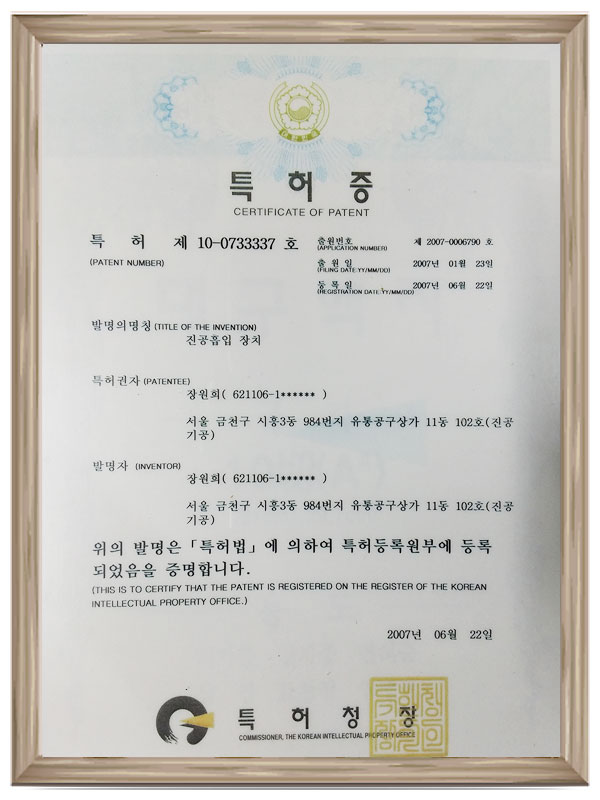 대한민국
특 허 증
CERTIFICATE OF PATENT
특 허 제 10-0733337 호
(PATENT NUMBER)
출원번호 제 2007-0006790 호
(APPLICATION NUMBER)
출 원 일 2007년 01월 23일
(FILING DATE:YY/MM/DD)
등 록 일 2007년 06월 22일
(REGISTRATION DATE:YY/MM/DD)
발명의명칭 (TITLE OF THE INVENTION)
진공흡입 장치
특허권자 (PATENTEE)
장원희( 621106-1****** )
서울 금천구 시흥3동 984번지 유통공구상가 11동 102호(진공
기공)
발명자 (INVENTOR)
장원희( 621106-1****** )
서울 금천구 시흥3동 984번지 유통공구상가 11동 102호(진공
기공)
위의 발명은 「특허법」에 의하여 특허등록원부에 등록
되었음을 증명합니다.
(THIS IS TO CERTIFY THAT THE PATENT IS REGISTERED ON THE REGISTER OF THE KOREAN
INTELLECTUAL PROPERTY OFFICE.)
2007년 06월 22일
특 허 청 장
COMMISSIONER, THE KOREAN INTELLECTUAL PROPERTY OFFICE